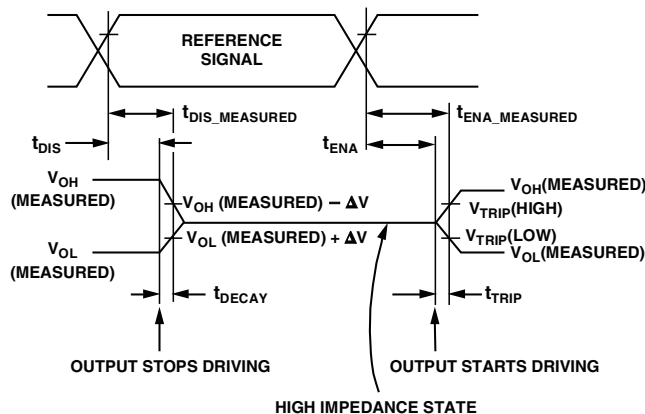 REFERENCE
SIGNAL
tDIS_MEASURED
tENA_MEASURED
tDIS
tENA
VOH
(MEASURED)
VOH (MEASURED) – ΔV
VOH(MEASURED)
VTRIP(HIGH)
VOL
(MEASURED)
VOL (MEASURED) + ΔV
VTRIP(LOW)
VOL(MEASURED)
tDECAY
tTRIP
OUTPUT STOPS DRIVING
OUTPUT STARTS DRIVING
HIGH IMPEDANCE STATE